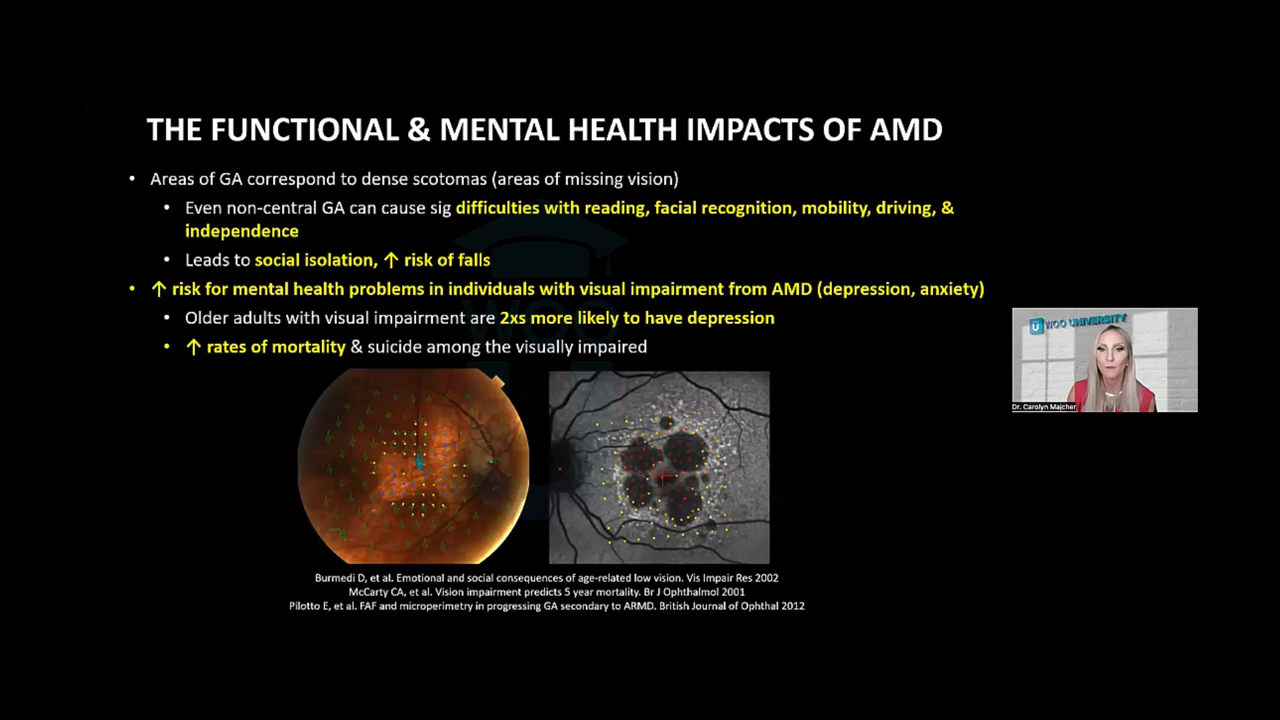 THE FUNCTIONAL & MENTAL HEALTH IMPACTS OF AMD
• Areas of GA correspond to dense scotomas (areas of missing vision)
• Even non-central GA can cause sig difficulties with reading, facial recognition, mobility, driving, &
independence
• Leads to social isolation, ↑ risk of falls
• ↑ risk for mental health problems in individuals with visual impairment from AMD (depression, anxiety)
• Older adults with visual impairment are 2xs more likely to have depression
• ↑ rates of mortality & suicide among the visually impaired
WOO UNIVERSITY
Dr. Carolyn Majcher
Burmedi D, et al. Emotional and social consequences of age-related low vision. Vis Impair Res 2002
McCarty CA, et al. Vision impairment predicts 5 year mortality. Br J Ophthalmol 2001
Pilotto E, et al. FAF and microperimetry in progressing GA secondary to ARMD. British Journal of Ophthal 2012